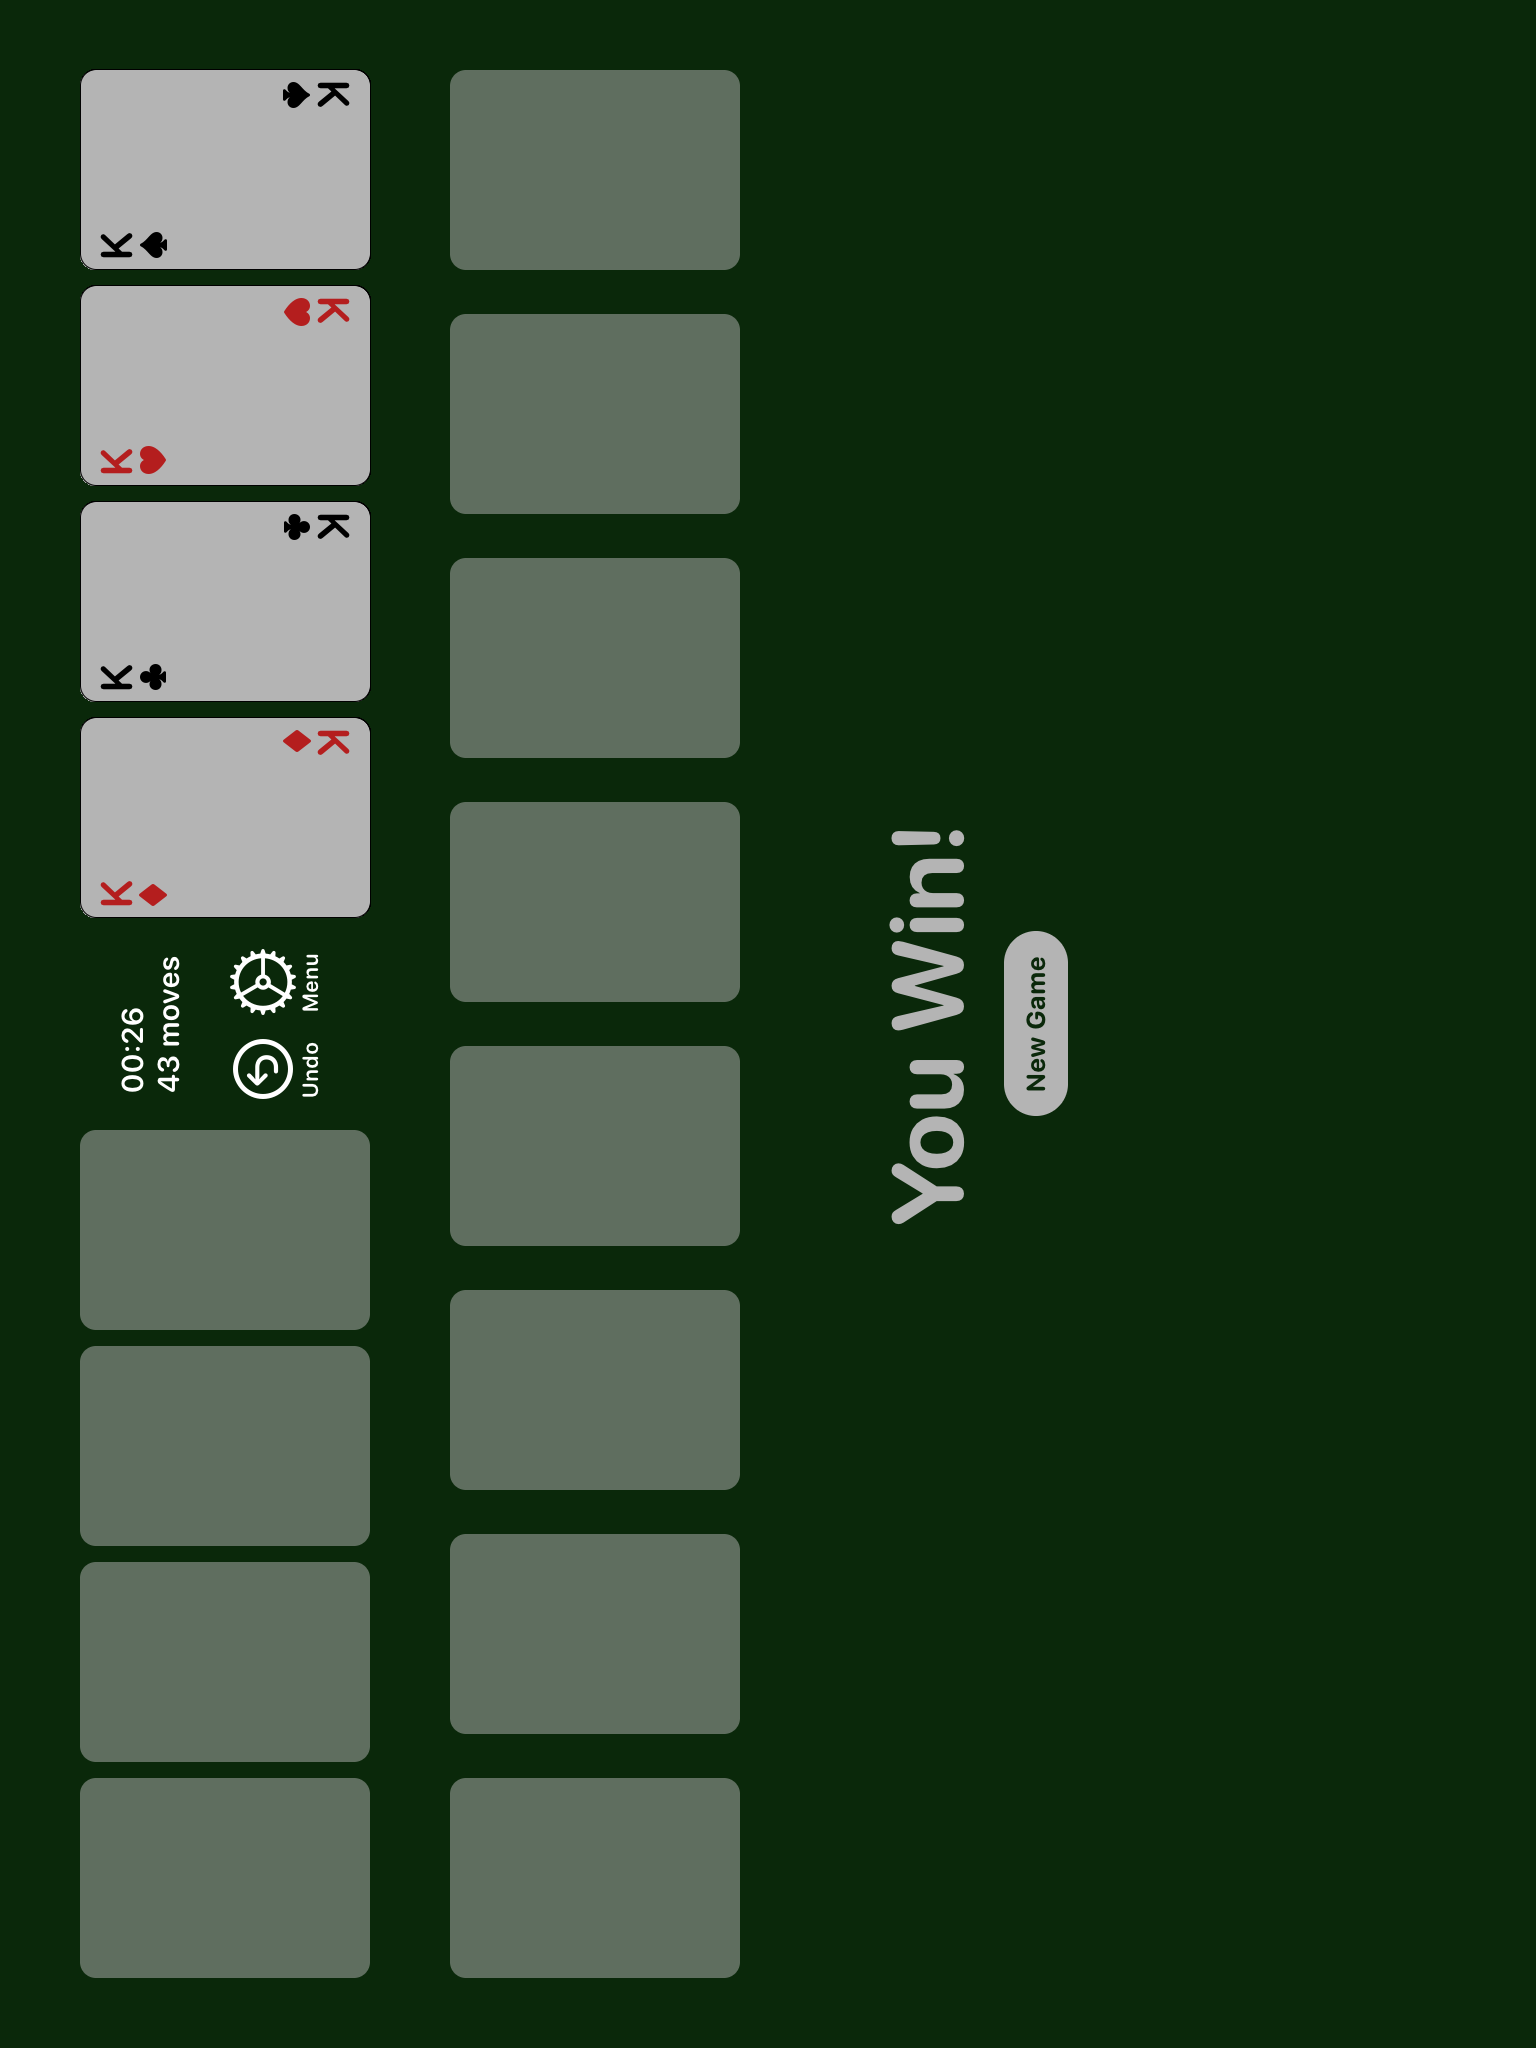 00:26
43 moves
Undo
Menu
K♦
K♦
K♣
K♣
K♥
K♥
K♠
K♠
You Win!
New Game